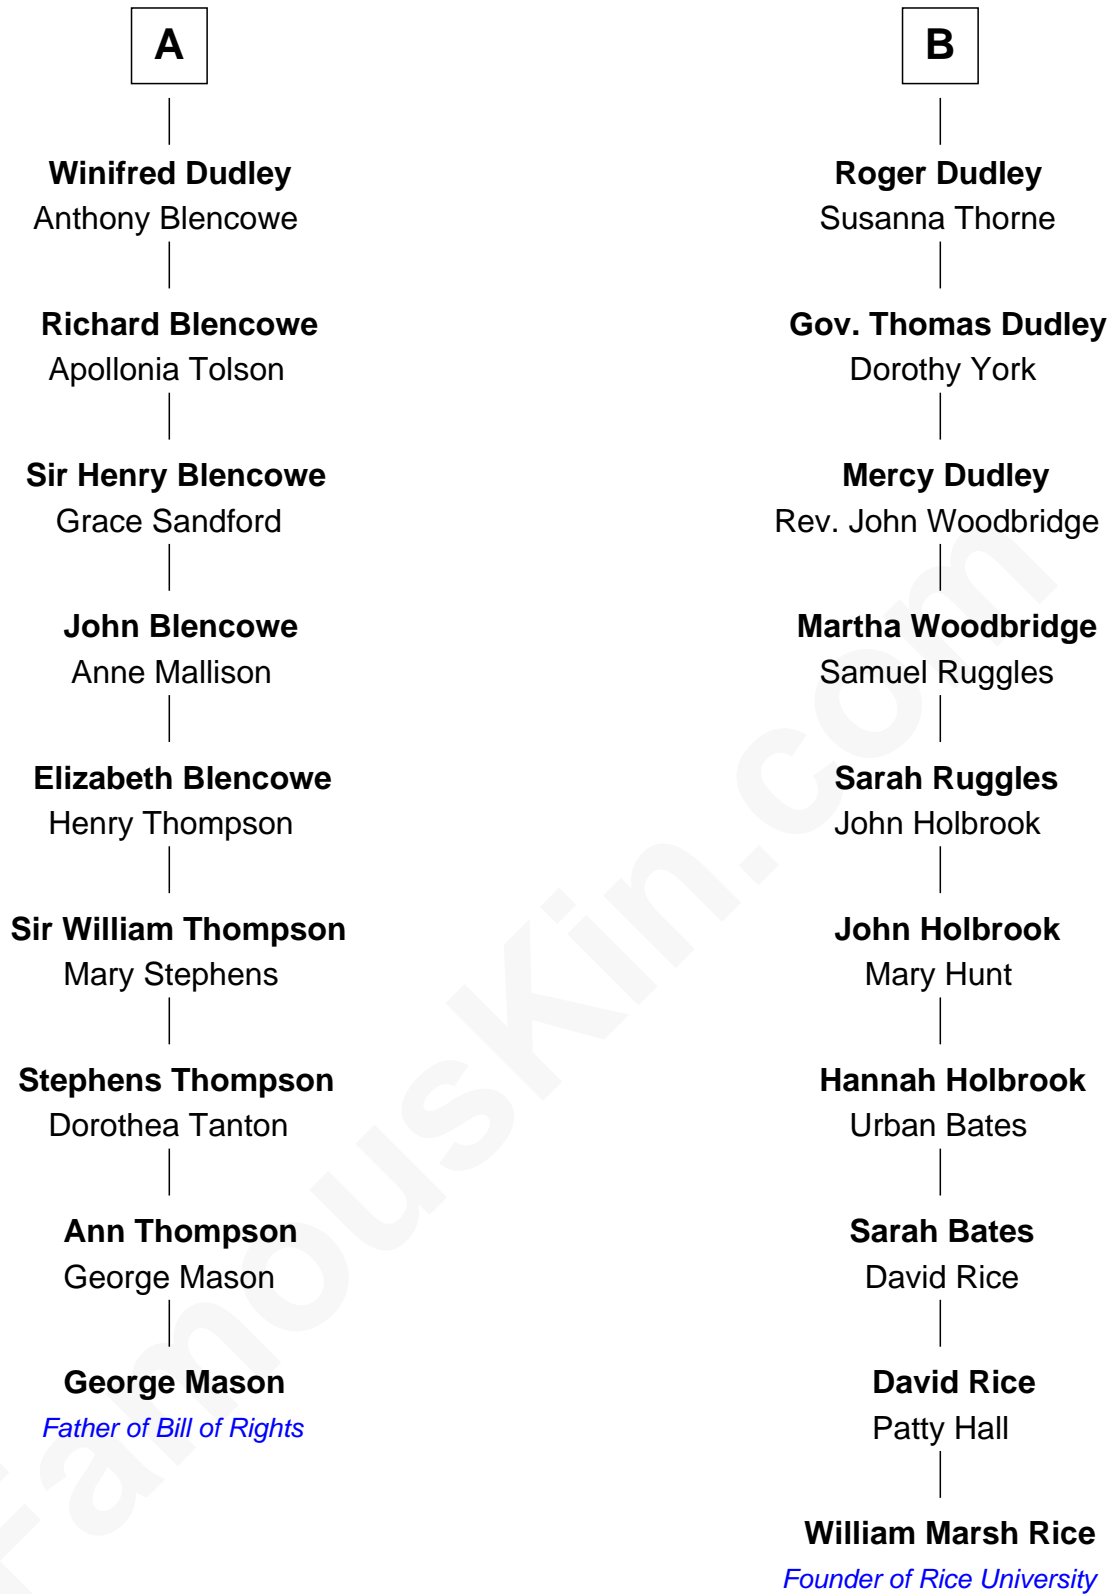 A
Winifred Dudley
Anthony Blencowe
Richard Blencowe
Apollonia Tolson
Sir Henry Blencowe
Grace Sandford
John Blencowe
Anne Mallison
Elizabeth Blencowe
Henry Thompson
Sir William Thompson
Mary Stephens
Stephens Thompson
Dorothea Tanton
Ann Thompson
George Mason
George Mason
Father of Bill of Rights
B
Roger Dudley
Susanna Thorne
Gov. Thomas Dudley
Dorothy York
Mercy Dudley
Rev. John Woodbridge
Martha Woodbridge
Samuel Ruggles
Sarah Ruggles
John Holbrook
John Holbrook
Mary Hunt
Hannah Holbrook
Urban Bates
Sarah Bates
David Rice
David Rice
Patty Hall
William Marsh Rice
Founder of Rice University
FamousKin.com